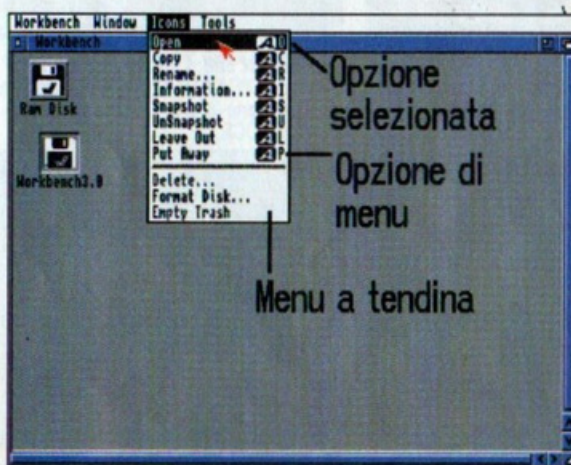 Workbench Window Icons Tools
Workbench
Open A O
Copy A C
Rename... A R
Information... A I
Snapshot A S
UnSnapshot A U
Leave Out A L
Put Away A P
Delete...
Format Disk...
Empty Trash
Ram Disk
Workbench3.0
Opzione
selezionata
Opzione di
menu
Menu a tendina